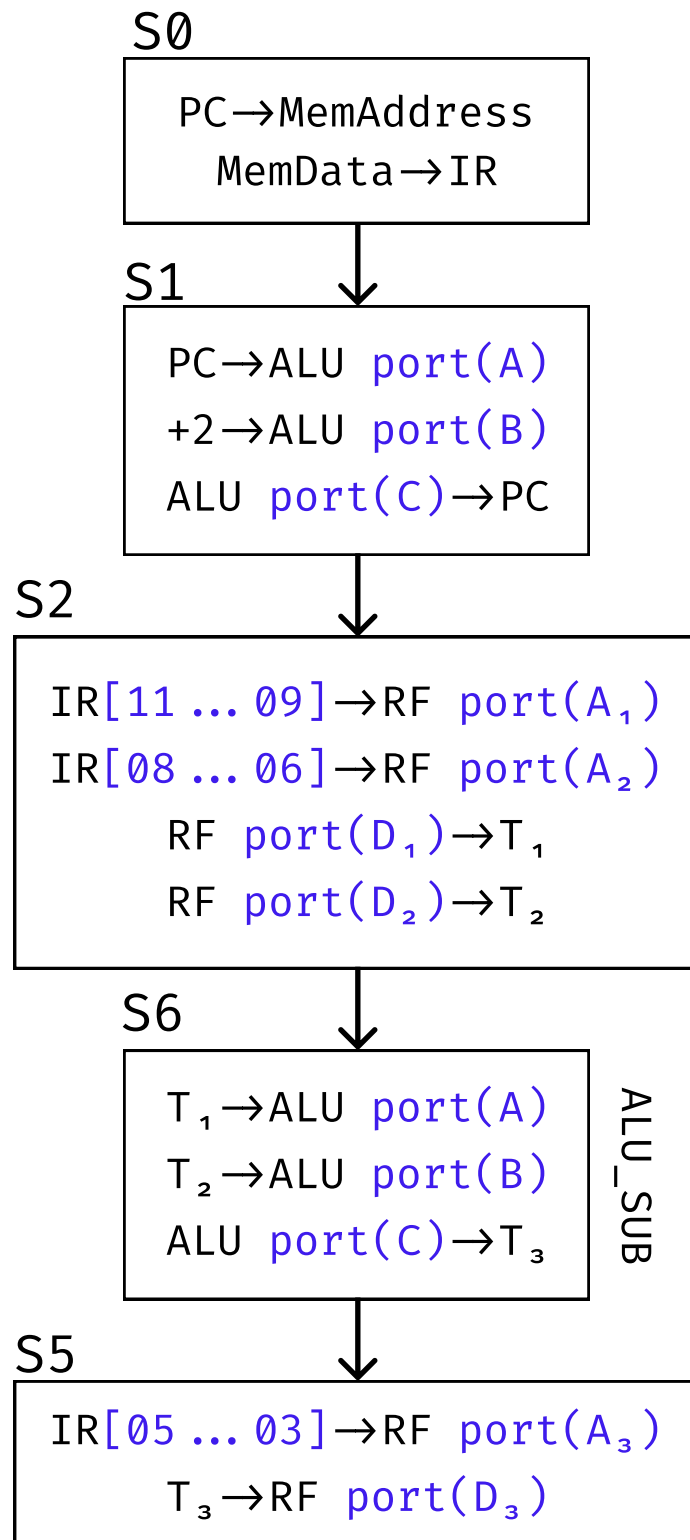 S0
PC→MemAddress
MemData→IR
S1
PC→ALU port(A)
+2→ALU port(B)
ALU port(C)→PC
S2
IR[11 ... 09]→RF port(A₁)
IR[08 ... 06]→RF port(A₂)
RF port(D₁)→T₁
RF port(D₂)→T₂
S6
T₁→ALU port(A)
T₂→ALU port(B)
ALU port(C)→T₃
ALU_SUB
S5
IR[05 ... 03]→RF port(A₃)
T₃→RF port(D₃)